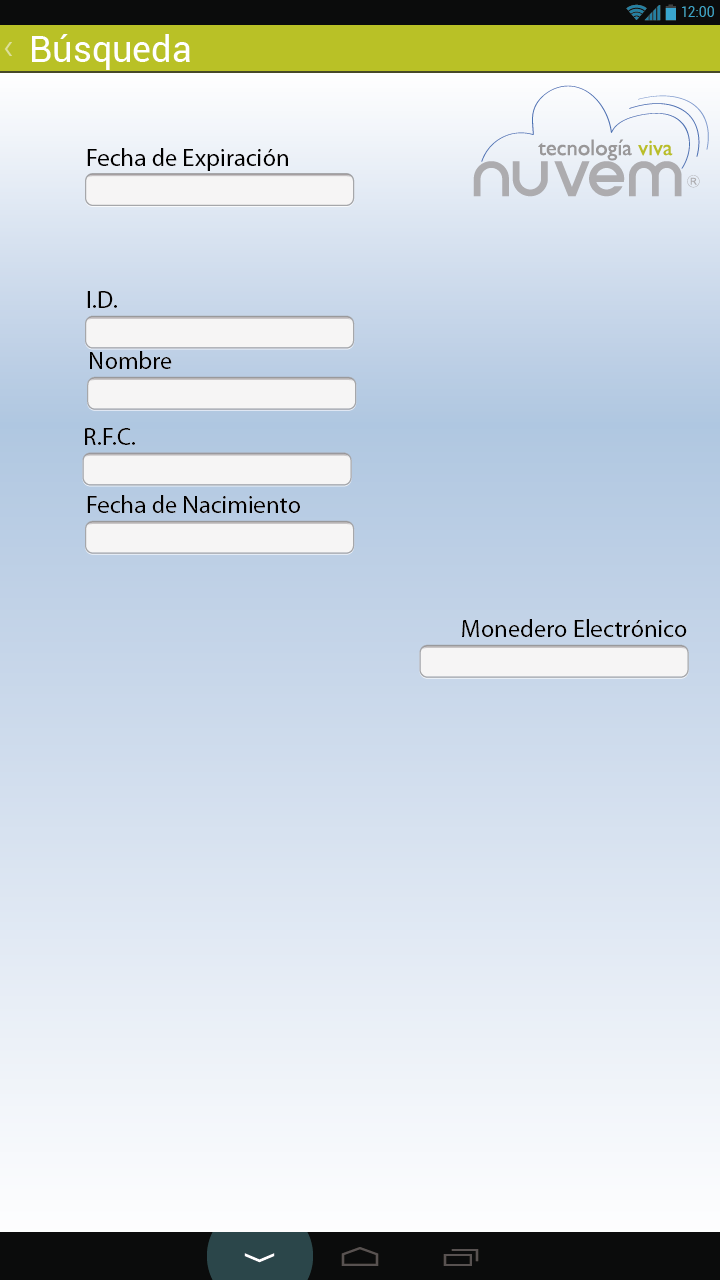 12:00
Búsqueda
tecnología viva
nuvem®
Fecha de Expiración
I.D.
Nombre
R.F.C.
Fecha de Nacimiento
Monedero Electrónico